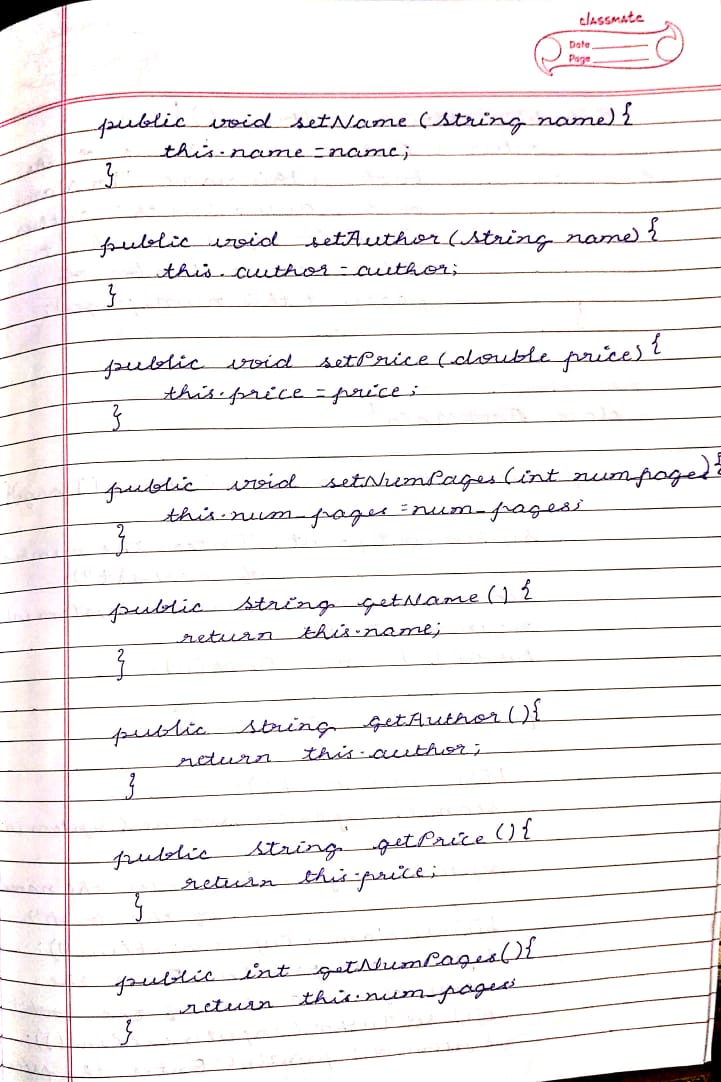 classmate
Date
Page
public void setName (String name) {
this.name = name;
}
public void setAuthor (String name) {
this.author = author;
}
public void setPrice (double price) {
this.price = price;
}
public void setNumPages (int numpages) {
this.num_pages = num_pages;
}
public String getName () {
return this.name;
}
public String getAuthor () {
return this.author;
}
public String getPrice () {
return this.price;
}
public int getNumPages () {
return this.num_pages;
}